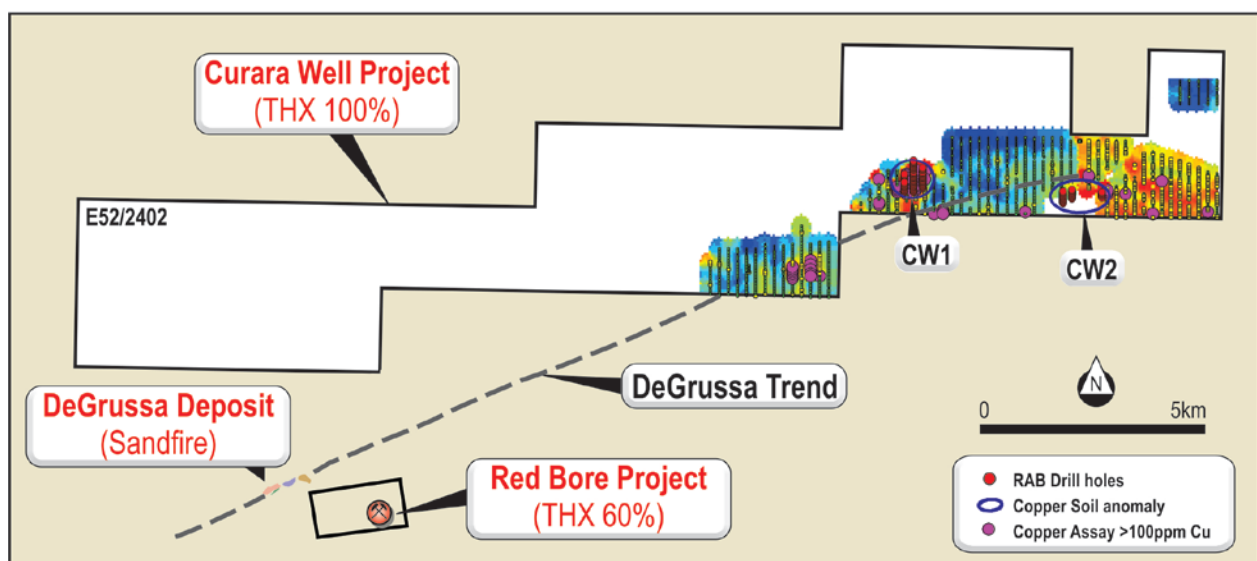 Curara Well Project
(THX 100%)
E52/2402
CW1
CW2
DeGrussa Trend
DeGrussa Deposit
(Sandfire)
Red Bore Project
(THX 60%)
N
0 5km
RAB Drill holes
Copper Soil anomaly
Copper Assay >100ppm Cu